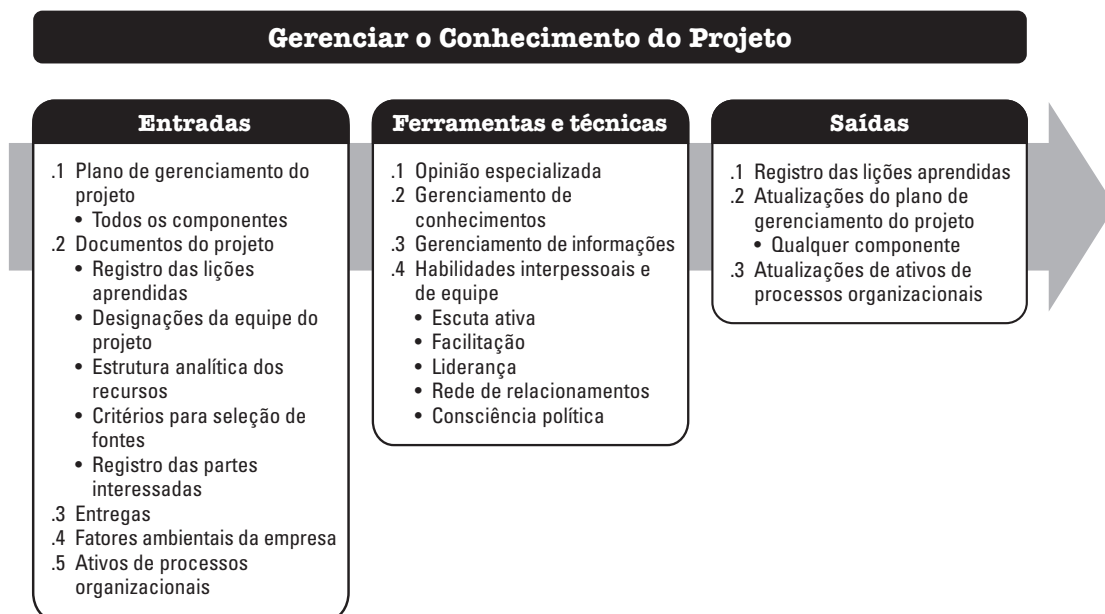 Gerenciar o Conhecimento do Projeto
Entradas
.1 Plano de gerenciamento do
projeto
• Todos os componentes
.2 Documentos do projeto
• Registro das lições
aprendidas
• Designações da equipe do
projeto
• Estrutura analítica dos
recursos
• Critérios para seleção de
fontes
• Registro das partes
interessadas
.3 Entregas
.4 Fatores ambientais da empresa
.5 Ativos de processos
organizacionais
Ferramentas e técnicas
.1 Opinião especializada
.2 Gerenciamento de
conhecimentos
.3 Gerenciamento de informações
.4 Habilidades interpessoais e
de equipe
• Escuta ativa
• Facilitação
• Liderança
• Rede de relacionamentos
• Consciência política
Saídas
.1 Registro das lições aprendidas
.2 Atualizações do plano de
gerenciamento do projeto
• Qualquer componente
.3 Atualizações de ativos de
processos organizacionais